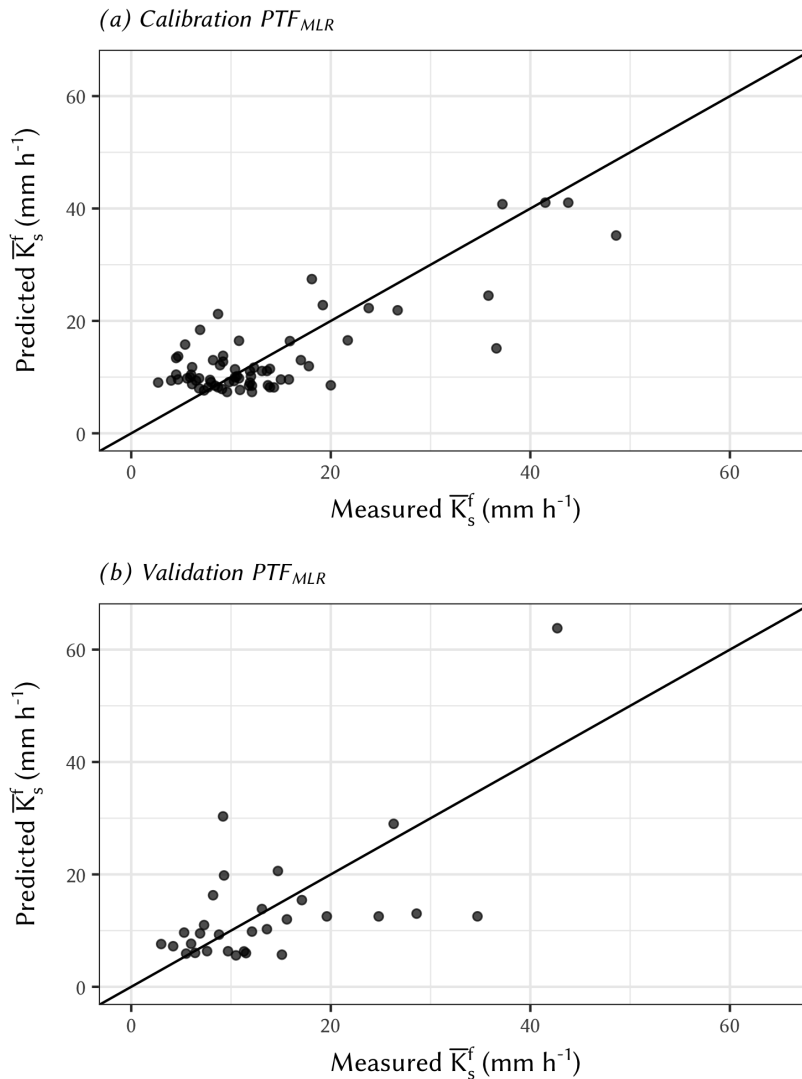 (a) Calibration PTF_MLR
60
40
20
0
Predicted K̅ₛᶠ (mm h⁻¹)
0 20 40 60
Measured K̅ₛᶠ (mm h⁻¹)
(b) Validation PTF_MLR
60
40
20
0
Predicted K̅ₛᶠ (mm h⁻¹)
0 20 40 60
Measured K̅ₛᶠ (mm h⁻¹)